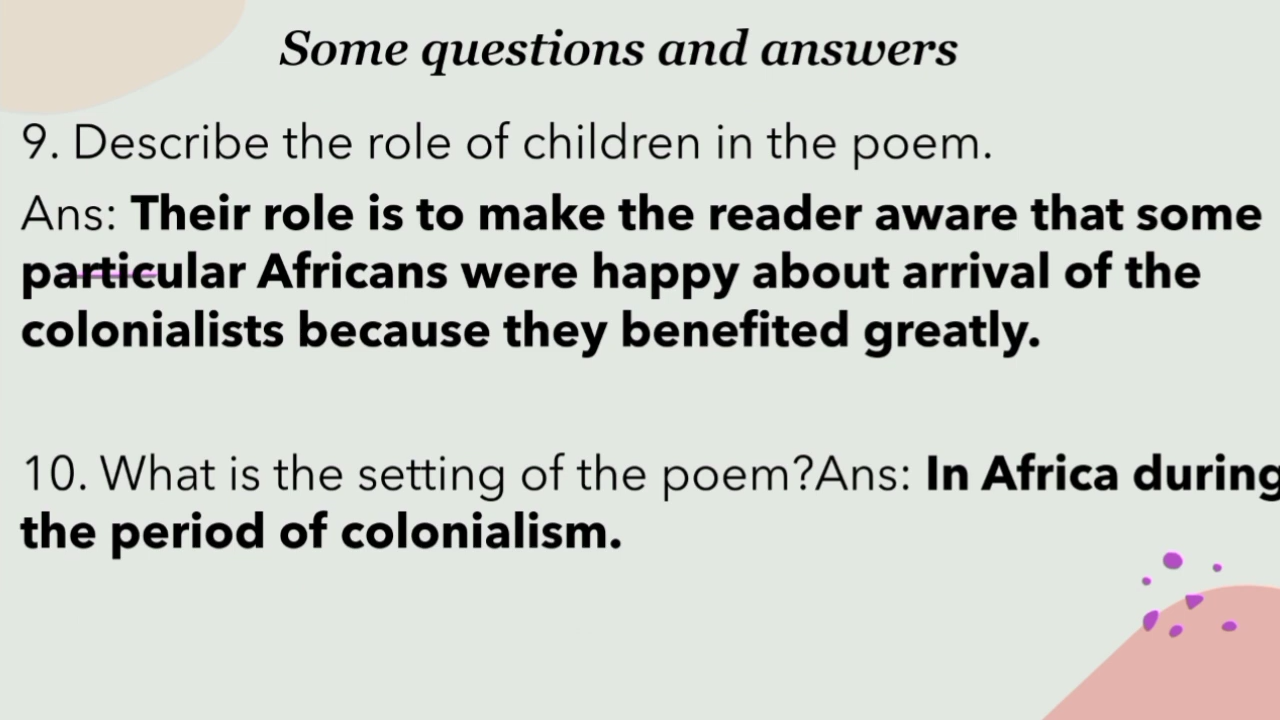 Some questions and answers
9. Describe the role of children in the poem.
Ans: Their role is to make the reader aware that some
particular Africans were happy about arrival of the
colonialists because they benefited greatly.
10. What is the setting of the poem?Ans: In Africa during
the period of colonialism.